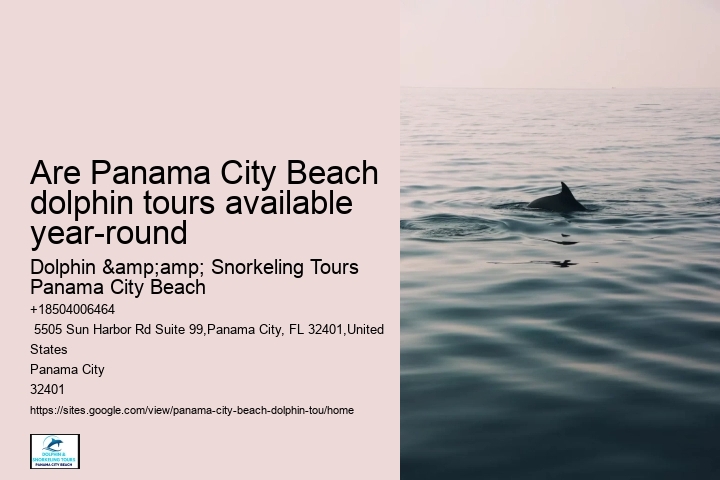 Are Panama City Beach
dolphin tours available
year-round
Dolphin &amp;amp; Snorkeling Tours
Panama City Beach
+18504006464
5505 Sun Harbor Rd Suite 99,Panama City, FL 32401,United
States
Panama City
32401
https://sites.google.com/view/panama-city-beach-dolphin-tou/home
DOLPHIN &
SNORKELING TOURS
PANAMA CITY BEACH